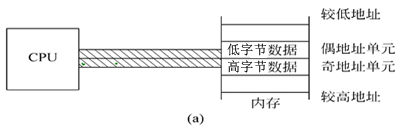 较低地址
低字节数据 偶地址单元
CPU
高字节数据 奇地址单元
内存
较高地址
(a)